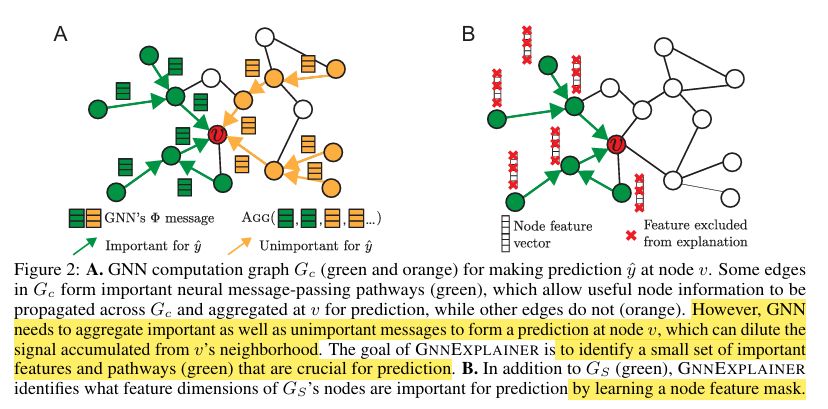 A
B
v
v
GNN's Φ message
AGG( , , , ,...)
Important for ŷ
Unimportant for ŷ
Node feature
vector
Feature excluded
from explanation
Figure 2: A. GNN computation graph Gc (green and orange) for making prediction ŷ at node v. Some edges
in Gc form important neural message-passing pathways (green), which allow useful node information to be
propagated across Gc and aggregated at v for prediction, while other edges do not (orange). However, GNN
needs to aggregate important as well as unimportant messages to form a prediction at node v, which can dilute the
signal accumulated from v's neighborhood. The goal of GNNEXPLAINER is to identify a small set of important
features and pathways (green) that are crucial for prediction. B. In addition to GS (green), GNNEXPLAINER
identifies what feature dimensions of GS's nodes are important for prediction by learning a node feature mask.